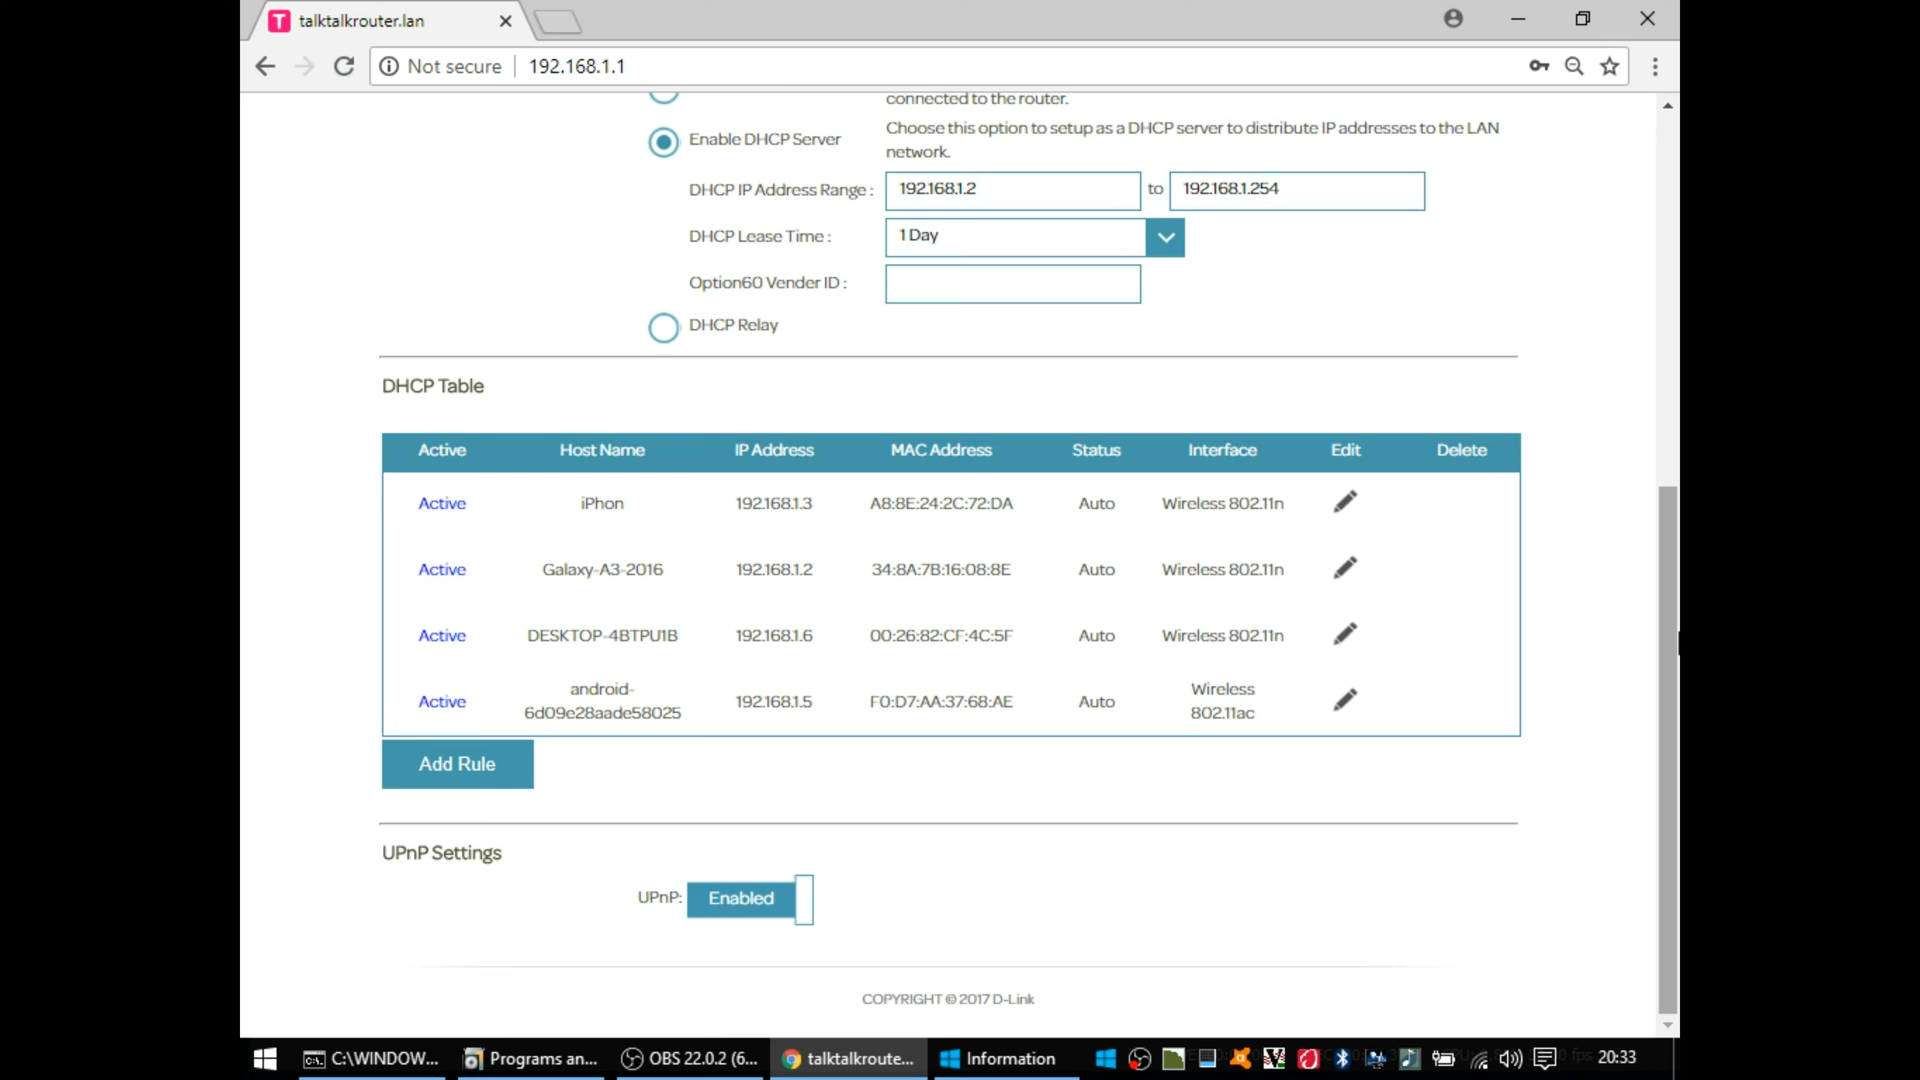 talktalkrouter.lan
Not secure
192.168.1.1
connected to the router.
Enable DHCP Server
Choose this option to setup as a DHCP server to distribute IP addresses to the LAN
network.
DHCP IP Address Range :
192.168.1.2
to
192.168.1.254
DHCP Lease Time :
1 Day
Option60 Vender ID :
DHCP Relay
DHCP Table
Active Host Name IP Address MAC Address Status Interface Edit Delete
Active iPhon 192.168.1.3 A8:8E:24:2C:72:DA Auto Wireless 802.11n
Active Galaxy-A3-2016 192.168.1.2 34:8A:7B:16:08:8E Auto Wireless 802.11n
Active DESKTOP-4BTPU1B 192.168.1.6 00:26:82:CF:4C:5F Auto Wireless 802.11n
Active android-
6d09e28aade58025 192.168.1.5 F0:D7:AA:37:68:AE Auto Wireless
802.11ac
Add Rule
UPnP Settings
UPnP: Enabled
COPYRIGHT © 2017 D-Link
C:\WINDOW... Programs an... OBS 22.0.2 (6... talktalkroute... Information 20:33